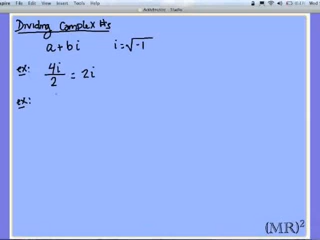 Dividing Complex #s
a+bi i=√-1
ex: 4i/2 = 2i
ex:
(MR)²